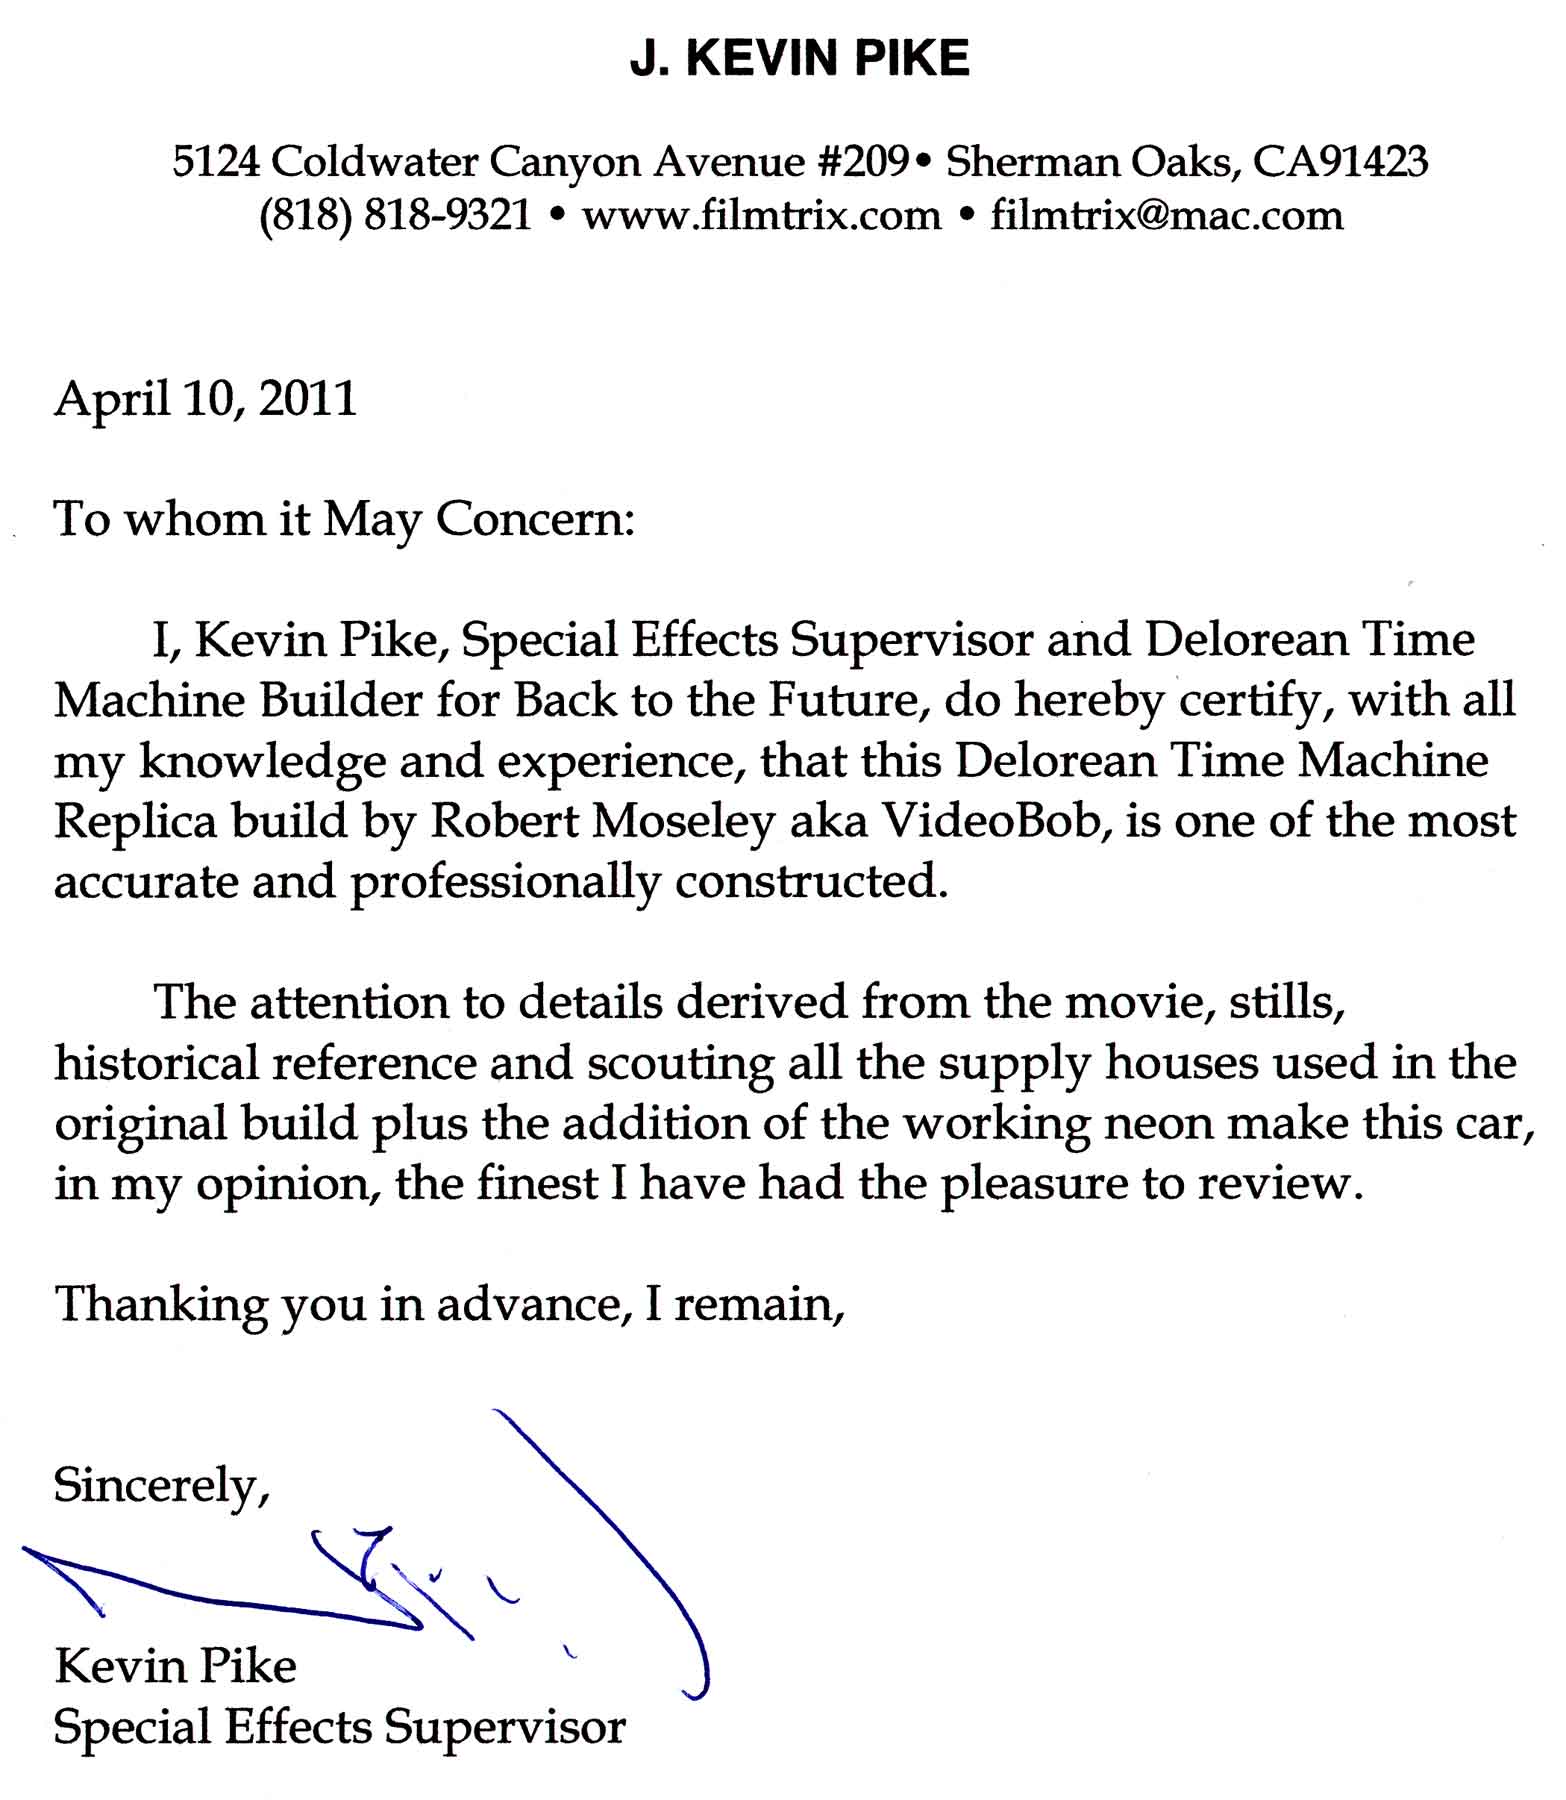 J. KEVIN PIKE
5124 Coldwater Canyon Avenue #209• Sherman Oaks, CA91423
(818) 818-9321 • www.filmtrix.com • filmtrix@mac.com
April 10, 2011
To whom it May Concern:
I, Kevin Pike, Special Effects Supervisor and Delorean Time
Machine Builder for Back to the Future, do hereby certify, with all
my knowledge and experience, that this Delorean Time Machine
Replica build by Robert Moseley aka VideoBob, is one of the most
accurate and professionally constructed.
The attention to details derived from the movie, stills,
historical reference and scouting all the supply houses used in the
original build plus the addition of the working neon make this car,
in my opinion, the finest I have had the pleasure to review.
Thanking you in advance, I remain,
Sincerely,
Kevin Pike
Special Effects Supervisor